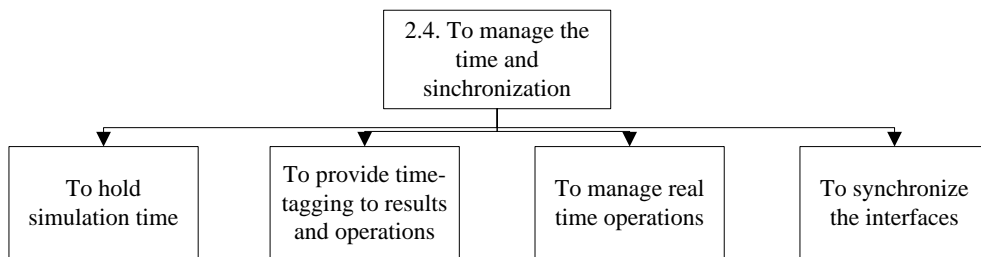 2.4. To manage the
time and
sinchronization
To hold
simulation time
To provide time-
tagging to results
and operations
To manage real
time operations
To synchronize
the interfaces